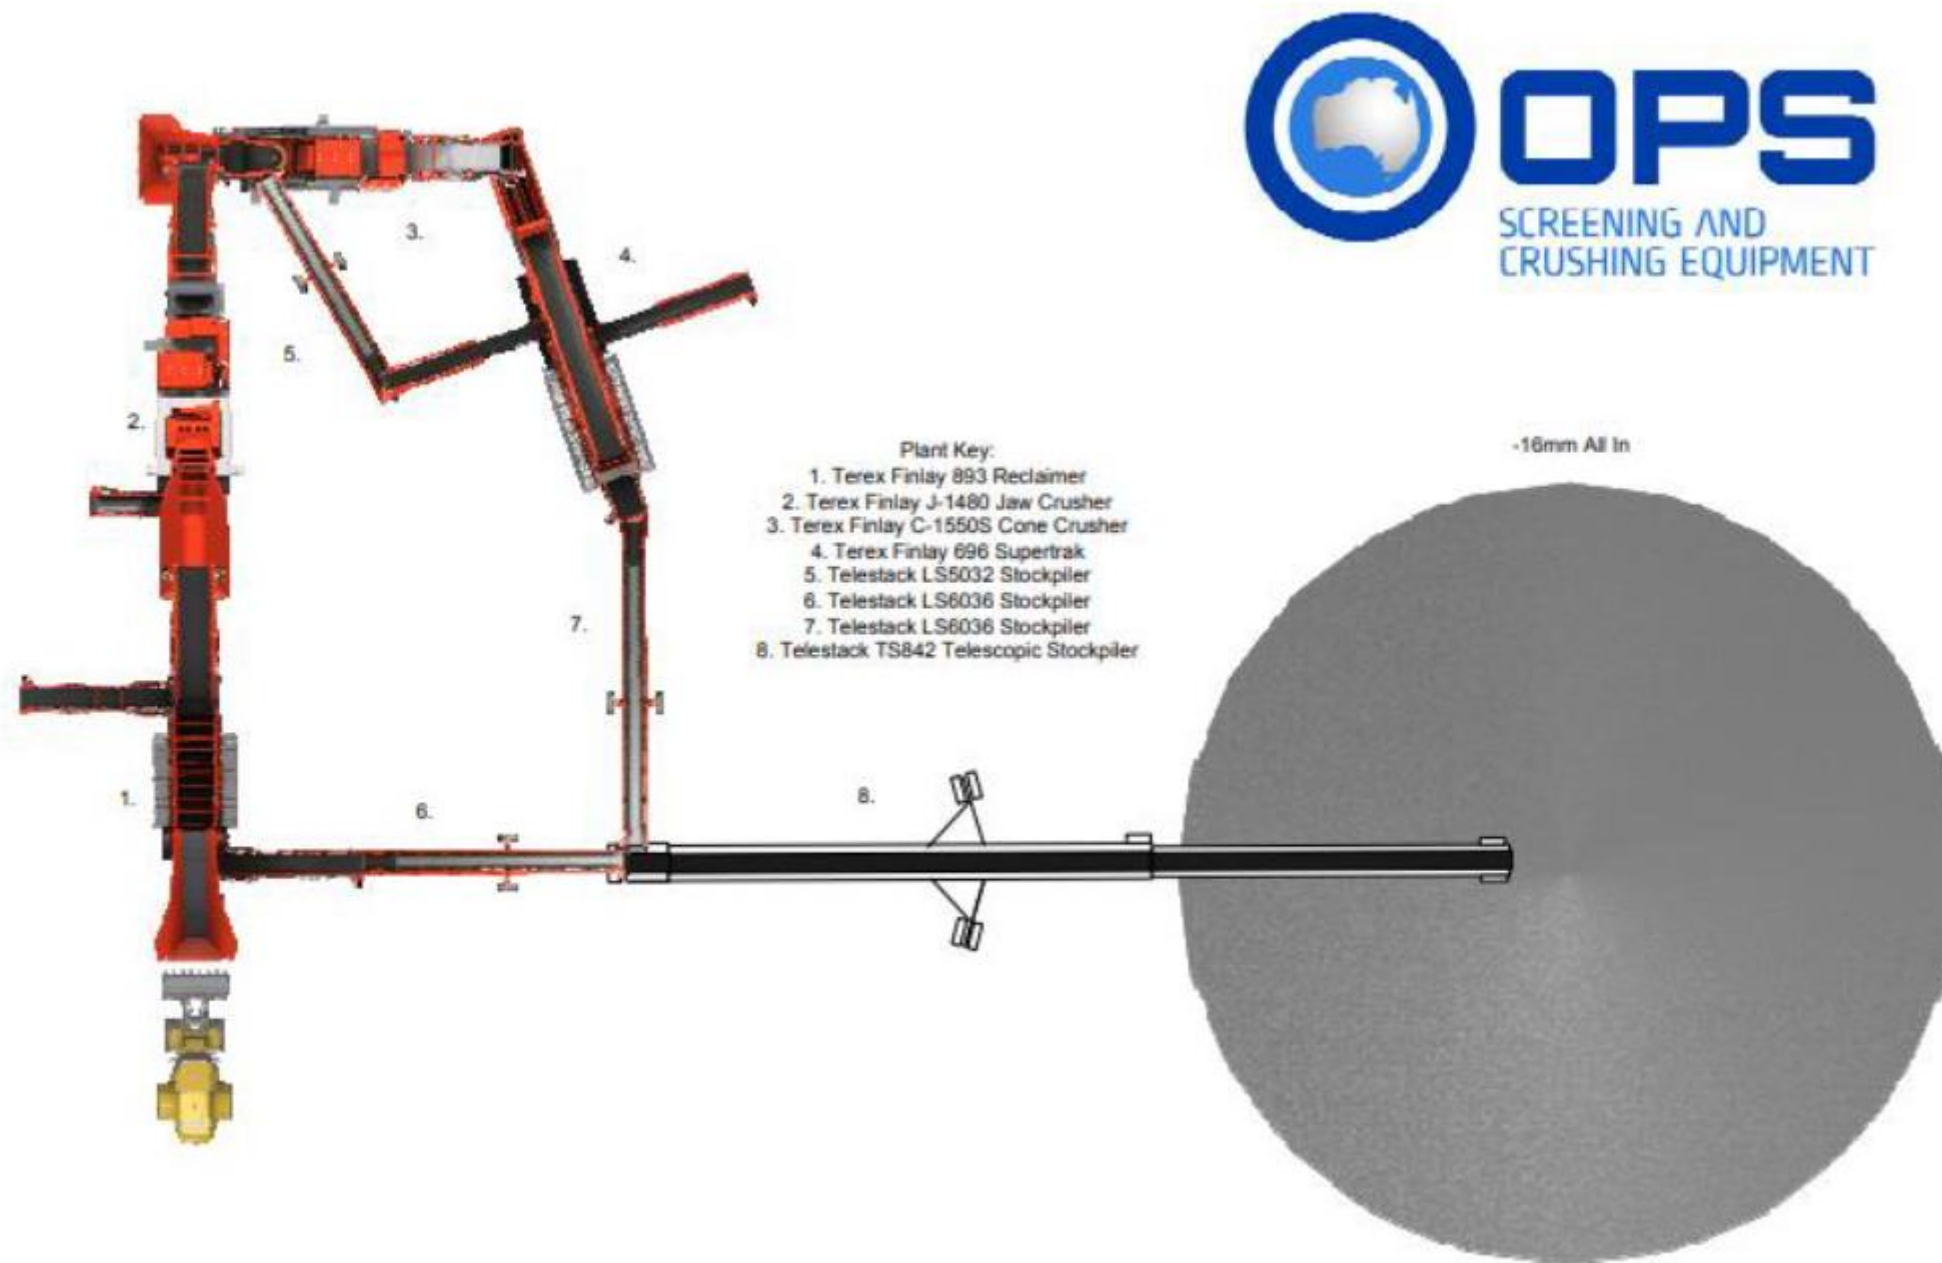 OPS
SCREENING AND
CRUSHING EQUIPMENT
3.
4.
5.
2.
Plant Key:
1. Terex Finlay 893 Reclaimer
2. Terex Finlay J-1480 Jaw Crusher
3. Terex Finlay C-1550S Cone Crusher
4. Terex Finlay 696 Supertrak
5. Telestack LS5032 Stockpiler
6. Telestack LS6036 Stockpiler
7. Telestack LS6036 Stockpiler
8. Telestack TS842 Telescopic Stockpiler
-16mm All In
7.
1.
6.
8.